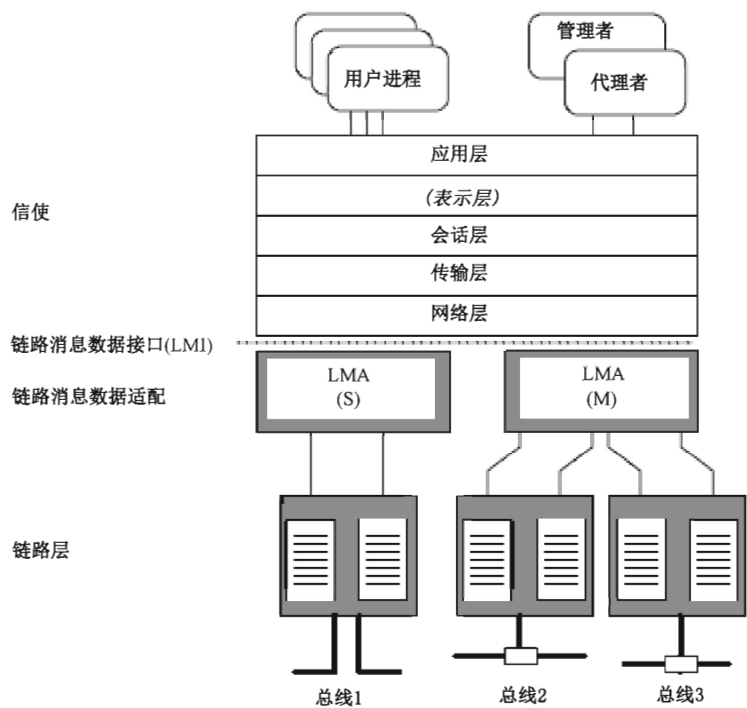 用户进程
管理者
代理者
应用层
(表示层)
信使
会话层
传输层
网络层
链路消息数据接口(LMI)
LMA
(S)
LMA
(M)
链路消息数据适配
链路层
总线1
总线2
总线3